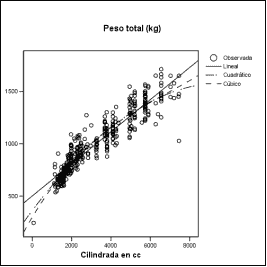 Peso total (kg)
Observada
Lineal
Cuadrático
Cúbico
1500
1000
500
0
2000
4000
6000
8000
Cilindrada en cc